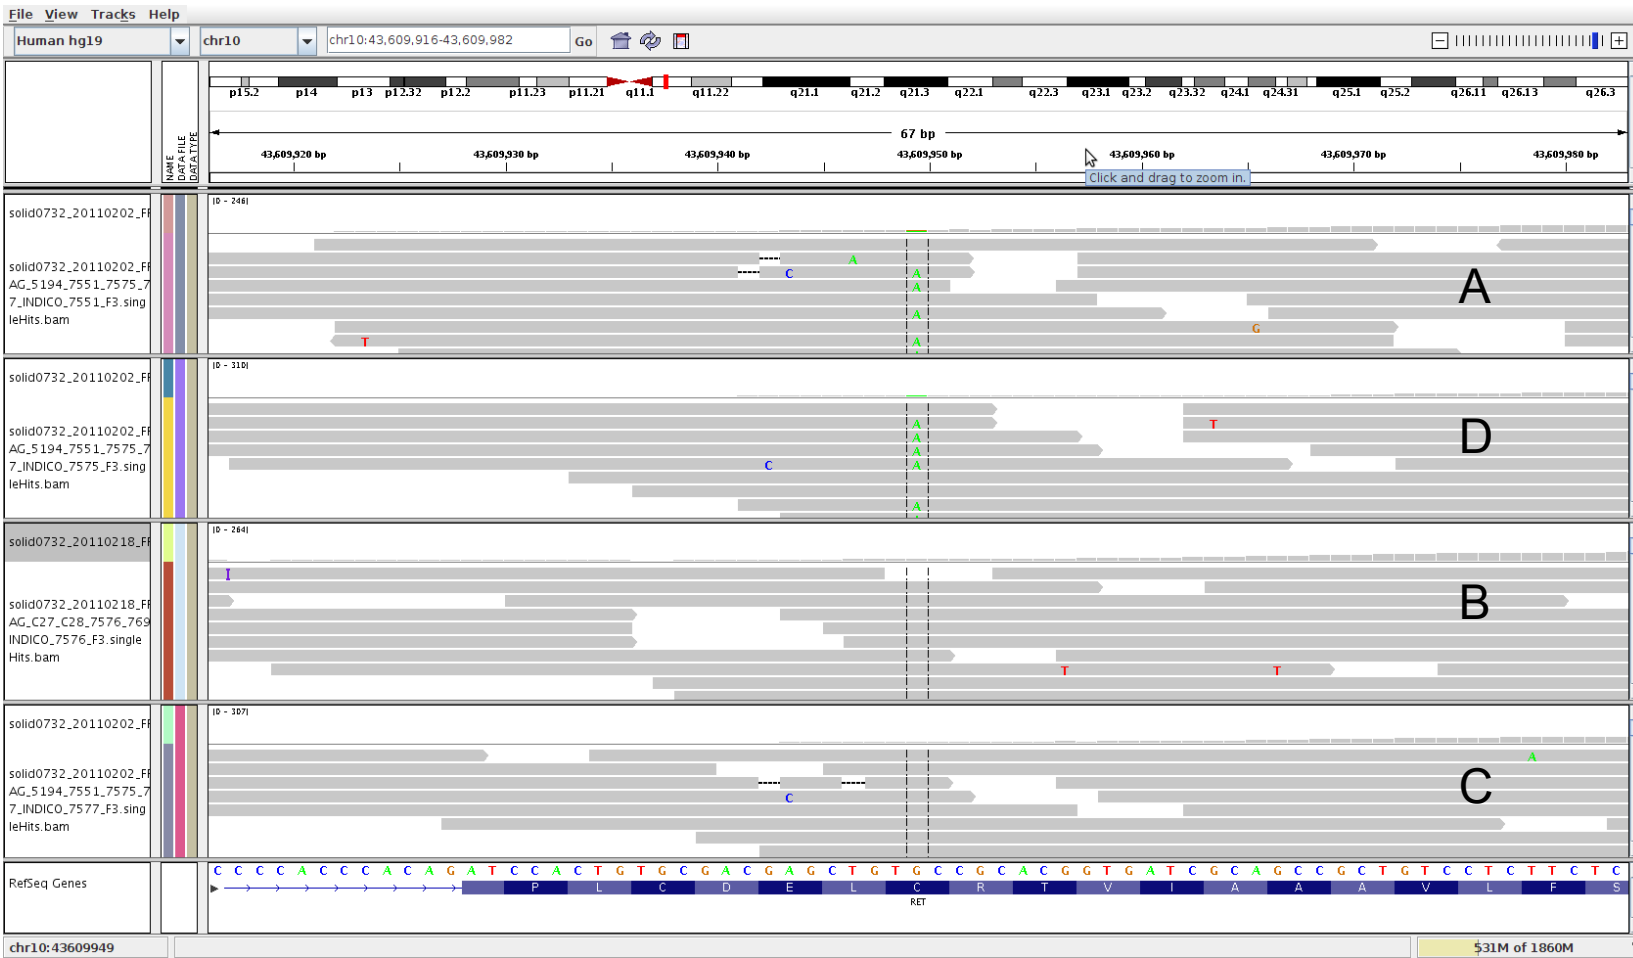 File View Tracks Help
Human hg19 chr10 chr10:43,609,916-43,609,982 Go
p15.2 p14 p13 p12.32 p12.2 p11.23 p11.21 q11.1 q11.22 q21.1 q21.2 q21.3 q22.1 q22.3 q23.1 q23.2 q23.32 q24.1 q24.31 q25.1 q25.2 q26.11 q26.13 q26.3
NAME
DATA FILE
DATA TYPE
67 bp
43,609,920 bp 43,609,930 bp 43,609,940 bp 43,609,950 bp 43,609,960 bp 43,609,970 bp 43,609,980 bp
Click and drag to zoom in.
solid0732_20110202_FF
[0 - 246]
solid0732_20110202_FF
AG_5194_7551_7575_7
7_INDICO_7551_F3.sing
leHits.bam
A
C A
A
A
A
G
T A
A
solid0732_20110202_FF
[0 - 310]
solid0732_20110202_FF
AG_5194_7551_7575_7
7_INDICO_7575_F3.sing
leHits.bam
A T
A
A
C A
A
D
solid0732_20110218_FF
[0 - 264]
solid0732_20110218_FF
AG_C27_C28_7576_769
INDICO_7576_F3.single
Hits.bam
I
T T
B
solid0732_20110202_FF
[0 - 307]
solid0732_20110202_FF
AG_5194_7551_7575_7
7_INDICO_7577_F3.sing
leHits.bam
A
C
C
RefSeq Genes
C C C C A C C C A C A G A T C C A C T G T G C G A C G A G C T G T G C C G C A C G G T G A T C G C A G C C G C T G T C C T C T T C T C
P L C D E L C R T V I A A A V L F S
RET
chr10:43609949
531M of 1860M